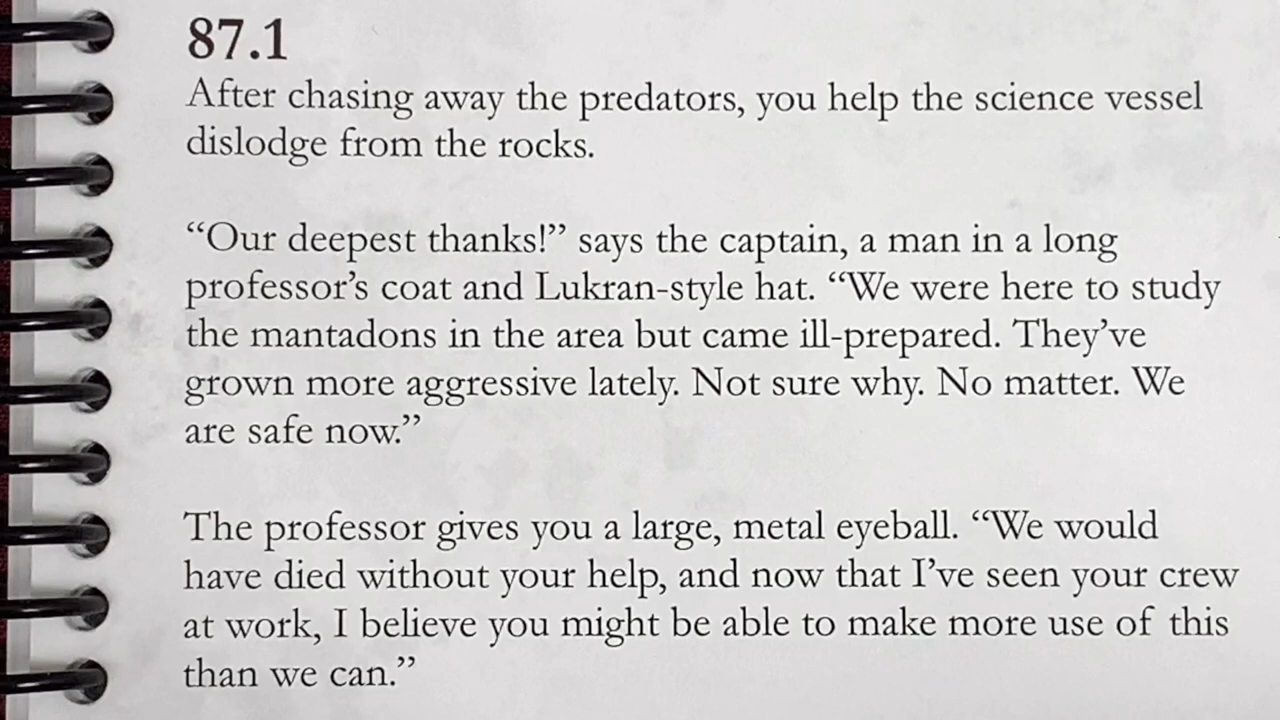 87.1
After chasing away the predators, you help the science vessel
dislodge from the rocks.
“Our deepest thanks!” says the captain, a man in a long
professor’s coat and Lukran-style hat. “We were here to study
the mantadons in the area but came ill-prepared. They’ve
grown more aggressive lately. Not sure why. No matter. We
are safe now.”
The professor gives you a large, metal eyeball. “We would
have died without your help, and now that I’ve seen your crew
at work, I believe you might be able to make more use of this
than we can.”